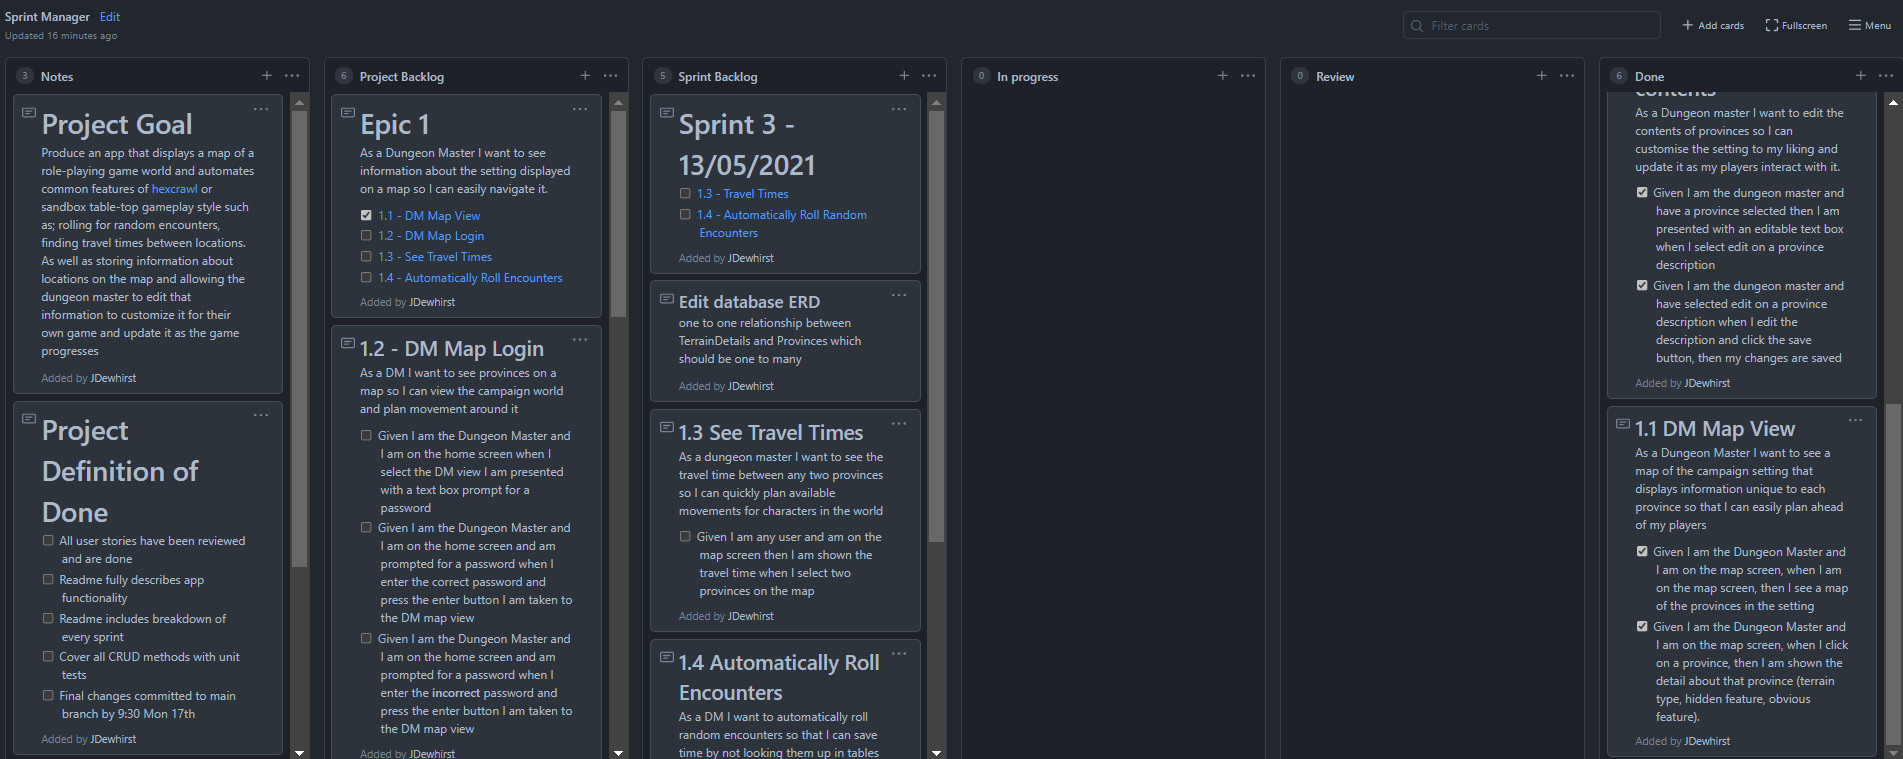 Sprint Manager Edit
Updated 16 minutes ago
Filter cards
Add cards
Fullscreen
Menu
3 Notes
Project Goal
Produce an app that displays a map of a
role-playing game world and automates
common features of hexcrawl or
sandbox table-top gameplay style such
as; rolling for random encounters,
finding travel times between locations.
As well as storing information about
locations on the map and allowing the
dungeon master to edit that
information to customize it for their
own game and update it as the game
progresses
Added by JDewhirst
Project
Definition of
Done
All user stories have been reviewed
and are done
Readme fully describes app
functionality
Readme includes breakdown of
every sprint
Cover all CRUD methods with unit
tests
Final changes committed to main
branch by 9:30 Mon 17th
Added by JDewhirst
6 Project Backlog
Epic 1
As a Dungeon Master I want to see
information about the setting displayed
on a map so I can easily navigate it.
1.1 - DM Map View
1.2 - DM Map Login
1.3 - See Travel Times
1.4 - Automatically Roll Encounters
Added by JDewhirst
1.2 - DM Map Login
As a DM I want to see provinces on a
map so I can view the campaign world
and plan movement around it
Given I am the Dungeon Master and
I am on the home screen when I
select the DM view I am presented
with a text box prompt for a
password
Given I am the Dungeon Master and
I am on the home screen and am
prompted for a password when I
enter the correct password and
press the enter button I am taken to
the DM map view
Given I am the Dungeon Master and
I am on the home screen and am
prompted for a password when I
enter the incorrect password and
press the enter button I am taken to
the DM map view
Added by JDewhirst
5 Sprint Backlog
Sprint 3 -
13/05/2021
1.3 - Travel Times
1.4 - Automatically Roll Random
Encounters
Added by JDewhirst
Edit database ERD
one to one relationship between
TerrainDetails and Provinces which
should be one to many
Added by JDewhirst
1.3 See Travel Times
As a dungeon master I want to see the
travel time between any two provinces
so I can quickly plan available
movements for characters in the world
Given I am any user and am on the
map screen then I am shown the
travel time when I select two
provinces on the map
Added by JDewhirst
1.4 Automatically Roll
Encounters
As a DM I want to automatically roll
random encounters so that I can save
time by not looking them up in tables
0 In progress
0 Review
6 Done
contents
As a Dungeon master I want to edit the
contents of provinces so I can
customise the setting to my liking and
update it as my players interact with it.
Given I am the dungeon master and
have a province selected then I am
presented with an editable text box
when I select edit on a province
description
Given I am the dungeon master and
have selected edit on a province
description when I edit the
description and click the save
button, then my changes are saved
Added by JDewhirst
1.1 DM Map View
As a Dungeon Master I want to see a
map of the campaign setting that
displays information unique to each
province so that I can easily plan ahead
of my players
Given I am the Dungeon Master and
I am on the map screen, when I am
on the map screen, then I see a map
of the provinces in the setting
Given I am the Dungeon Master and
I am on the map screen, when I click
on a province, then I am shown the
detail about that province (terrain
type, hidden feature, obvious
feature).
Added by JDewhirst